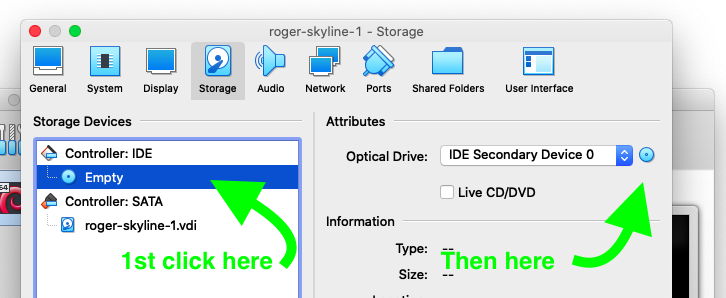 roger-skyline-1 - Storage
General System Display Storage Audio Network Ports Shared Folders User Interface
Storage Devices
Controller: IDE
Empty
Controller: SATA
roger-skyline-1.vdi
1st click here
Attributes
Optical Drive: IDE Secondary Device 0
Live CD/DVD
Information
Type: --
Then here
Size: --
64